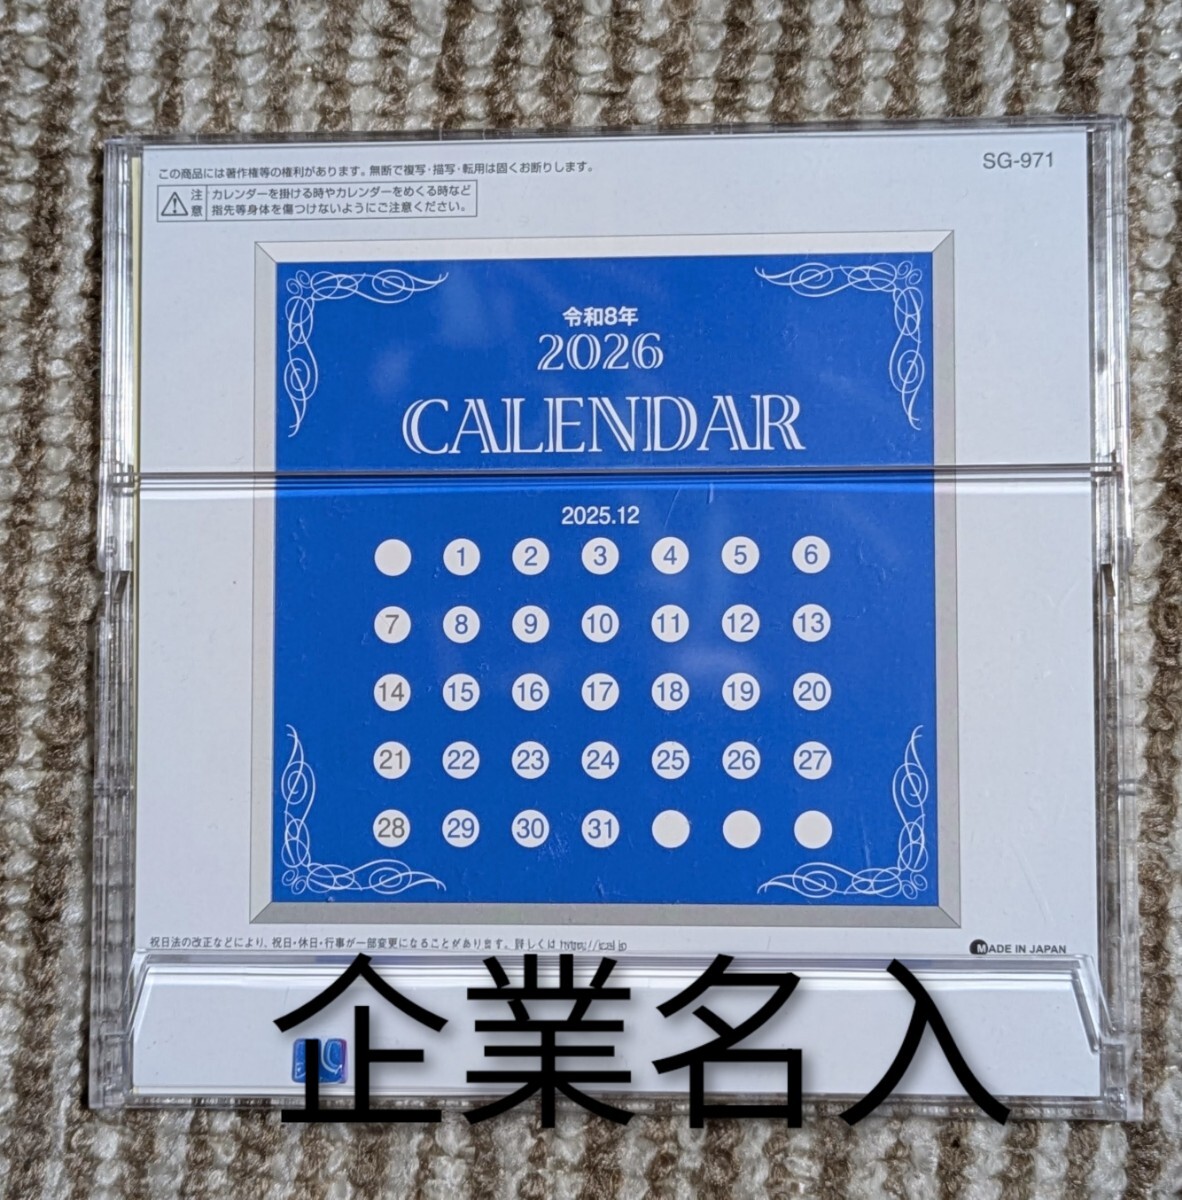 この商品には著作権等の権利があります。無断で複写・描写・転用は固くお断りします。
SG-971
注意
カレンダーを掛ける時やカレンダーをめくる時など
指先等身体を傷つけないようにご注意ください。
令和8年
2026
CALENDAR
2025.12
1 2 3 4 5 6
7 8 9 10 11 12 13
14 15 16 17 18 19 20
21 22 23 24 25 26 27
28 29 30 31
祝日法の改正などにより、祝日・休日・行事が一部変更になることがあります。詳しくは
MADE IN JAPAN
企業名入